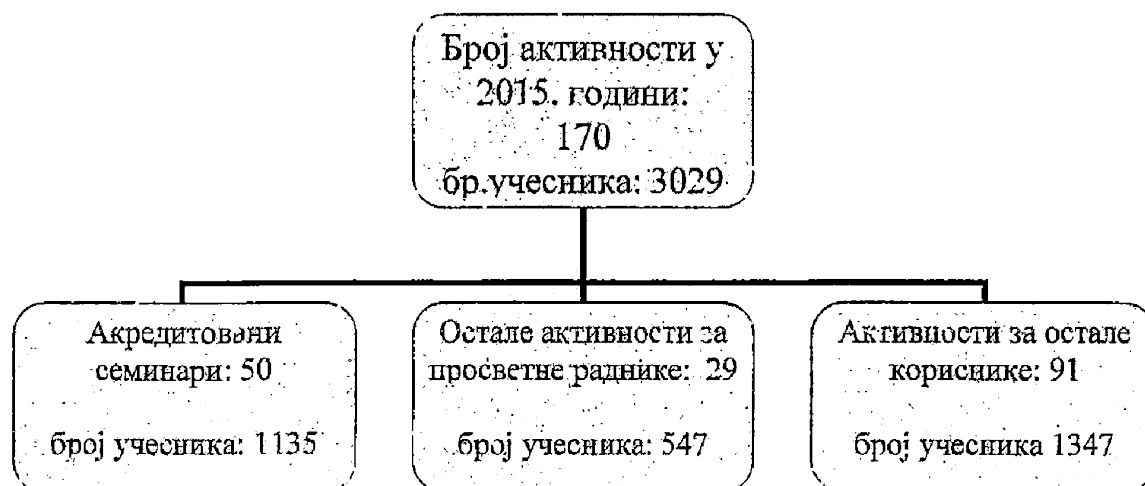 Број активности у
2015. години:
170
бр.учесника: 3029
Акредитовани
семинари: 50
број учесника: 1135
Остале активности за
просветне раднике: 29
број учесника: 547
Активности за остале
кориснике: 91
број учесника 1347